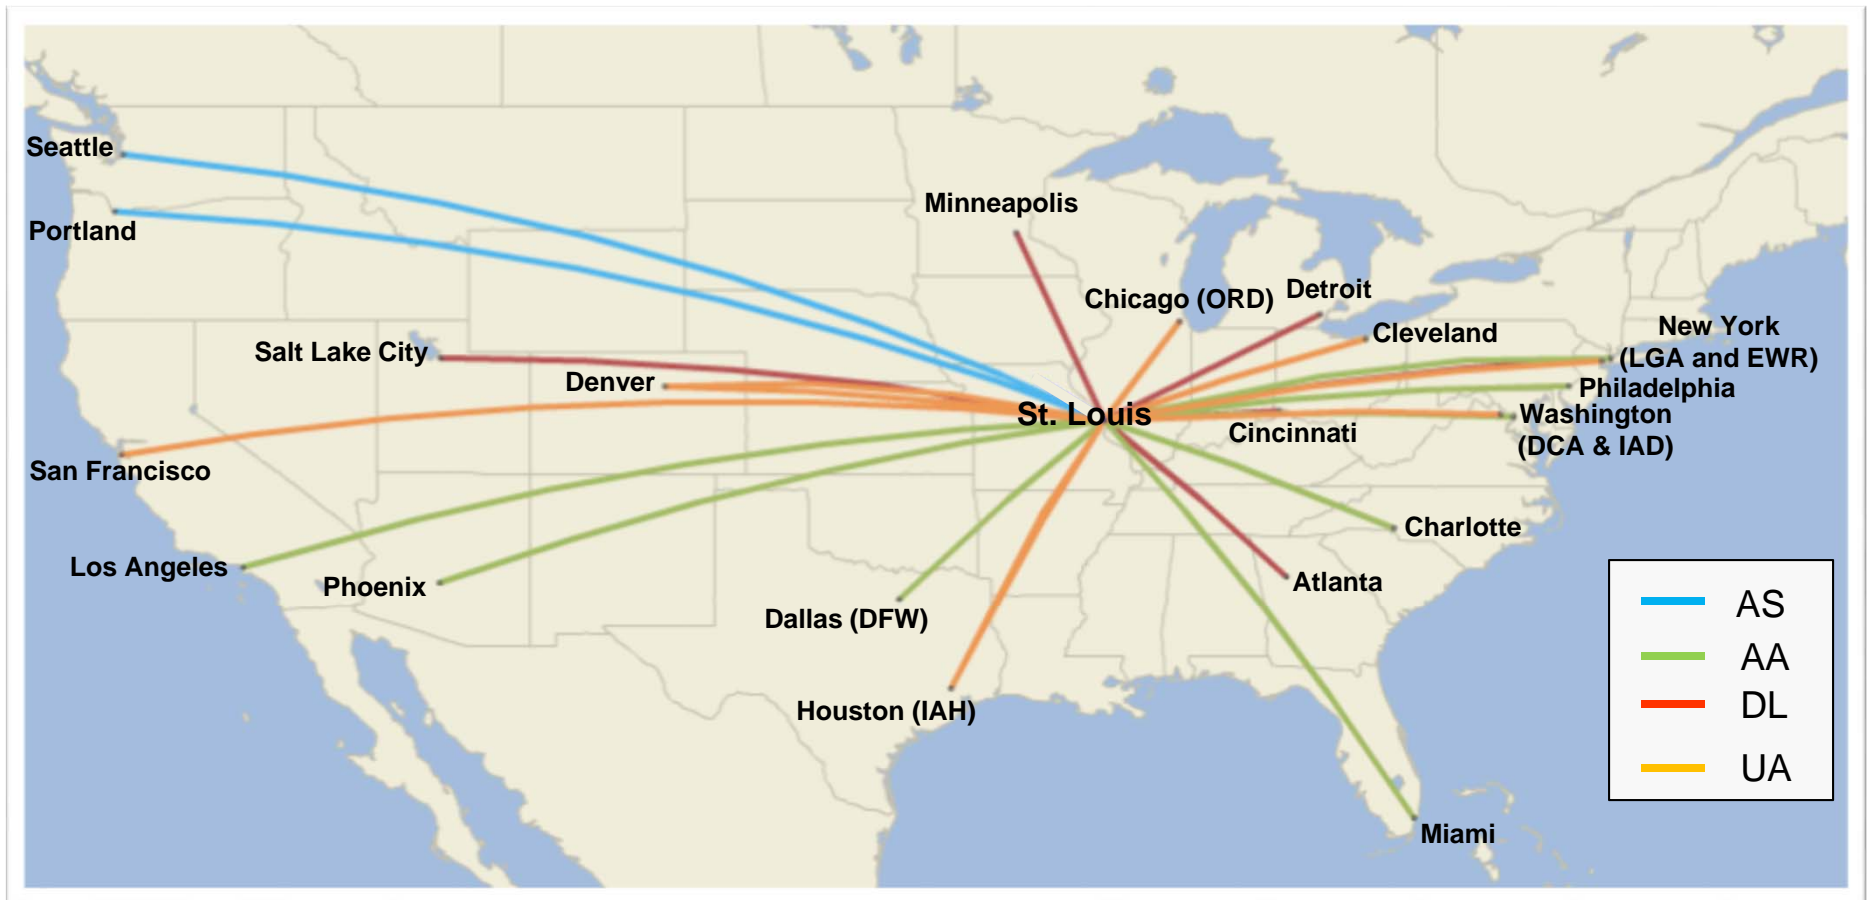 Seattle
Portland
Minneapolis
Chicago (ORD)
Detroit
Cleveland
New York
(LGA and EWR)
Salt Lake City
Denver
Philadelphia
St. Louis
Washington
(DCA & IAD)
Cincinnati
San Francisco
Charlotte
Los Angeles
Phoenix
Atlanta
Dallas (DFW)
Houston (IAH)
Miami
AS
AA
DL
UA